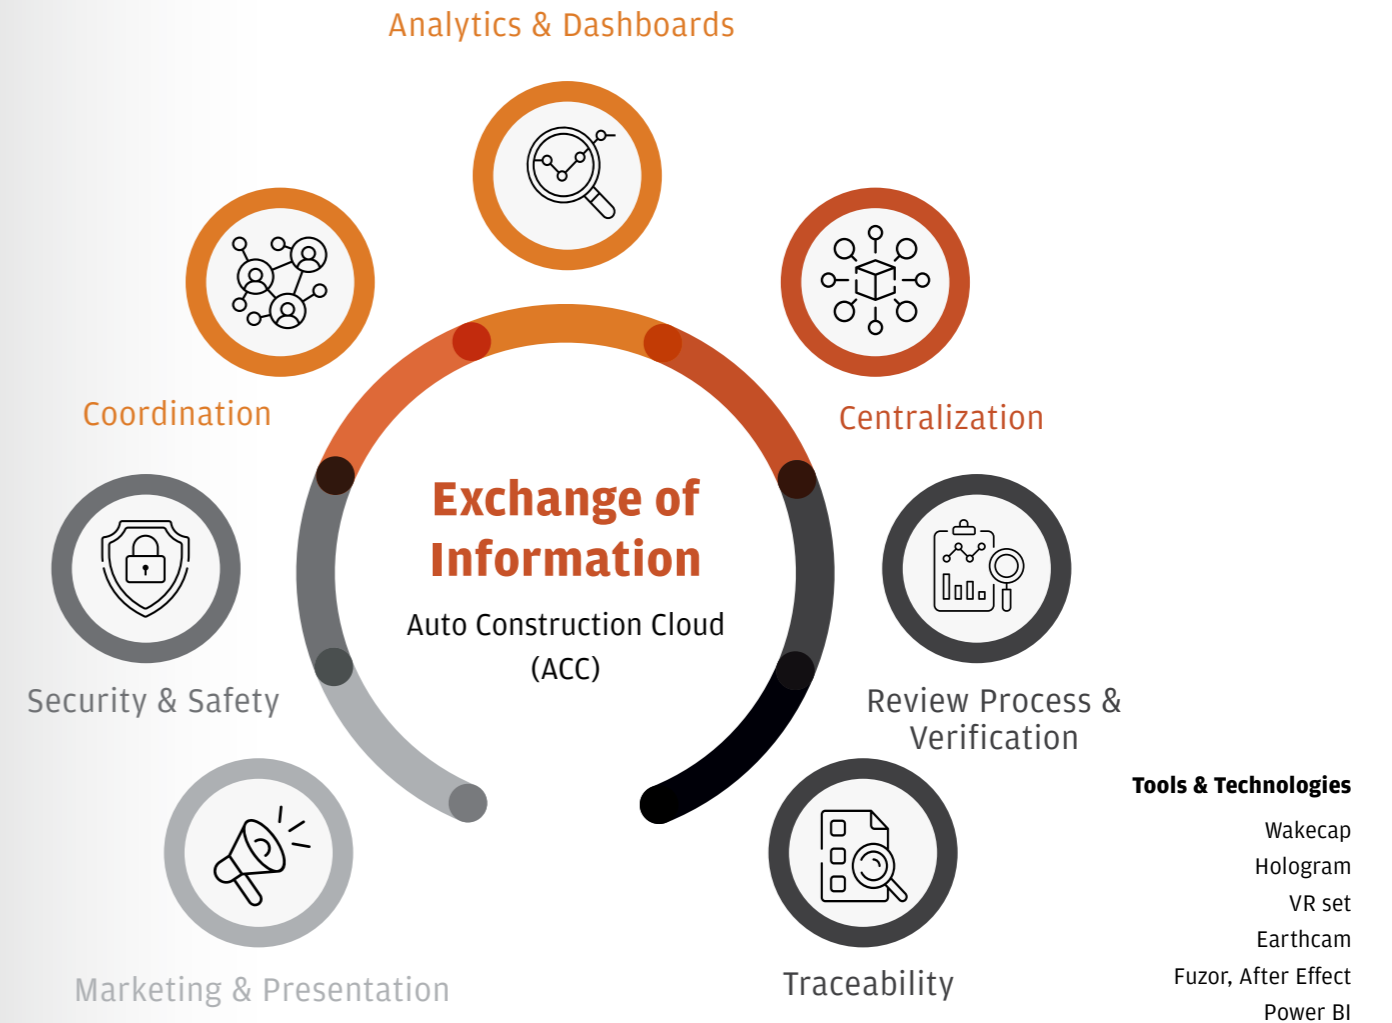 Analytics & Dashboards
Coordination
Centralization
Exchange of
Information
Auto Construction Cloud
(ACC)
Security & Safety
Review Process &
Verification
Marketing & Presentation
Traceability
Tools & Technologies
Wakecap
Hologram
VR set
Earthcam
Fuzor, After Effect
Power BI